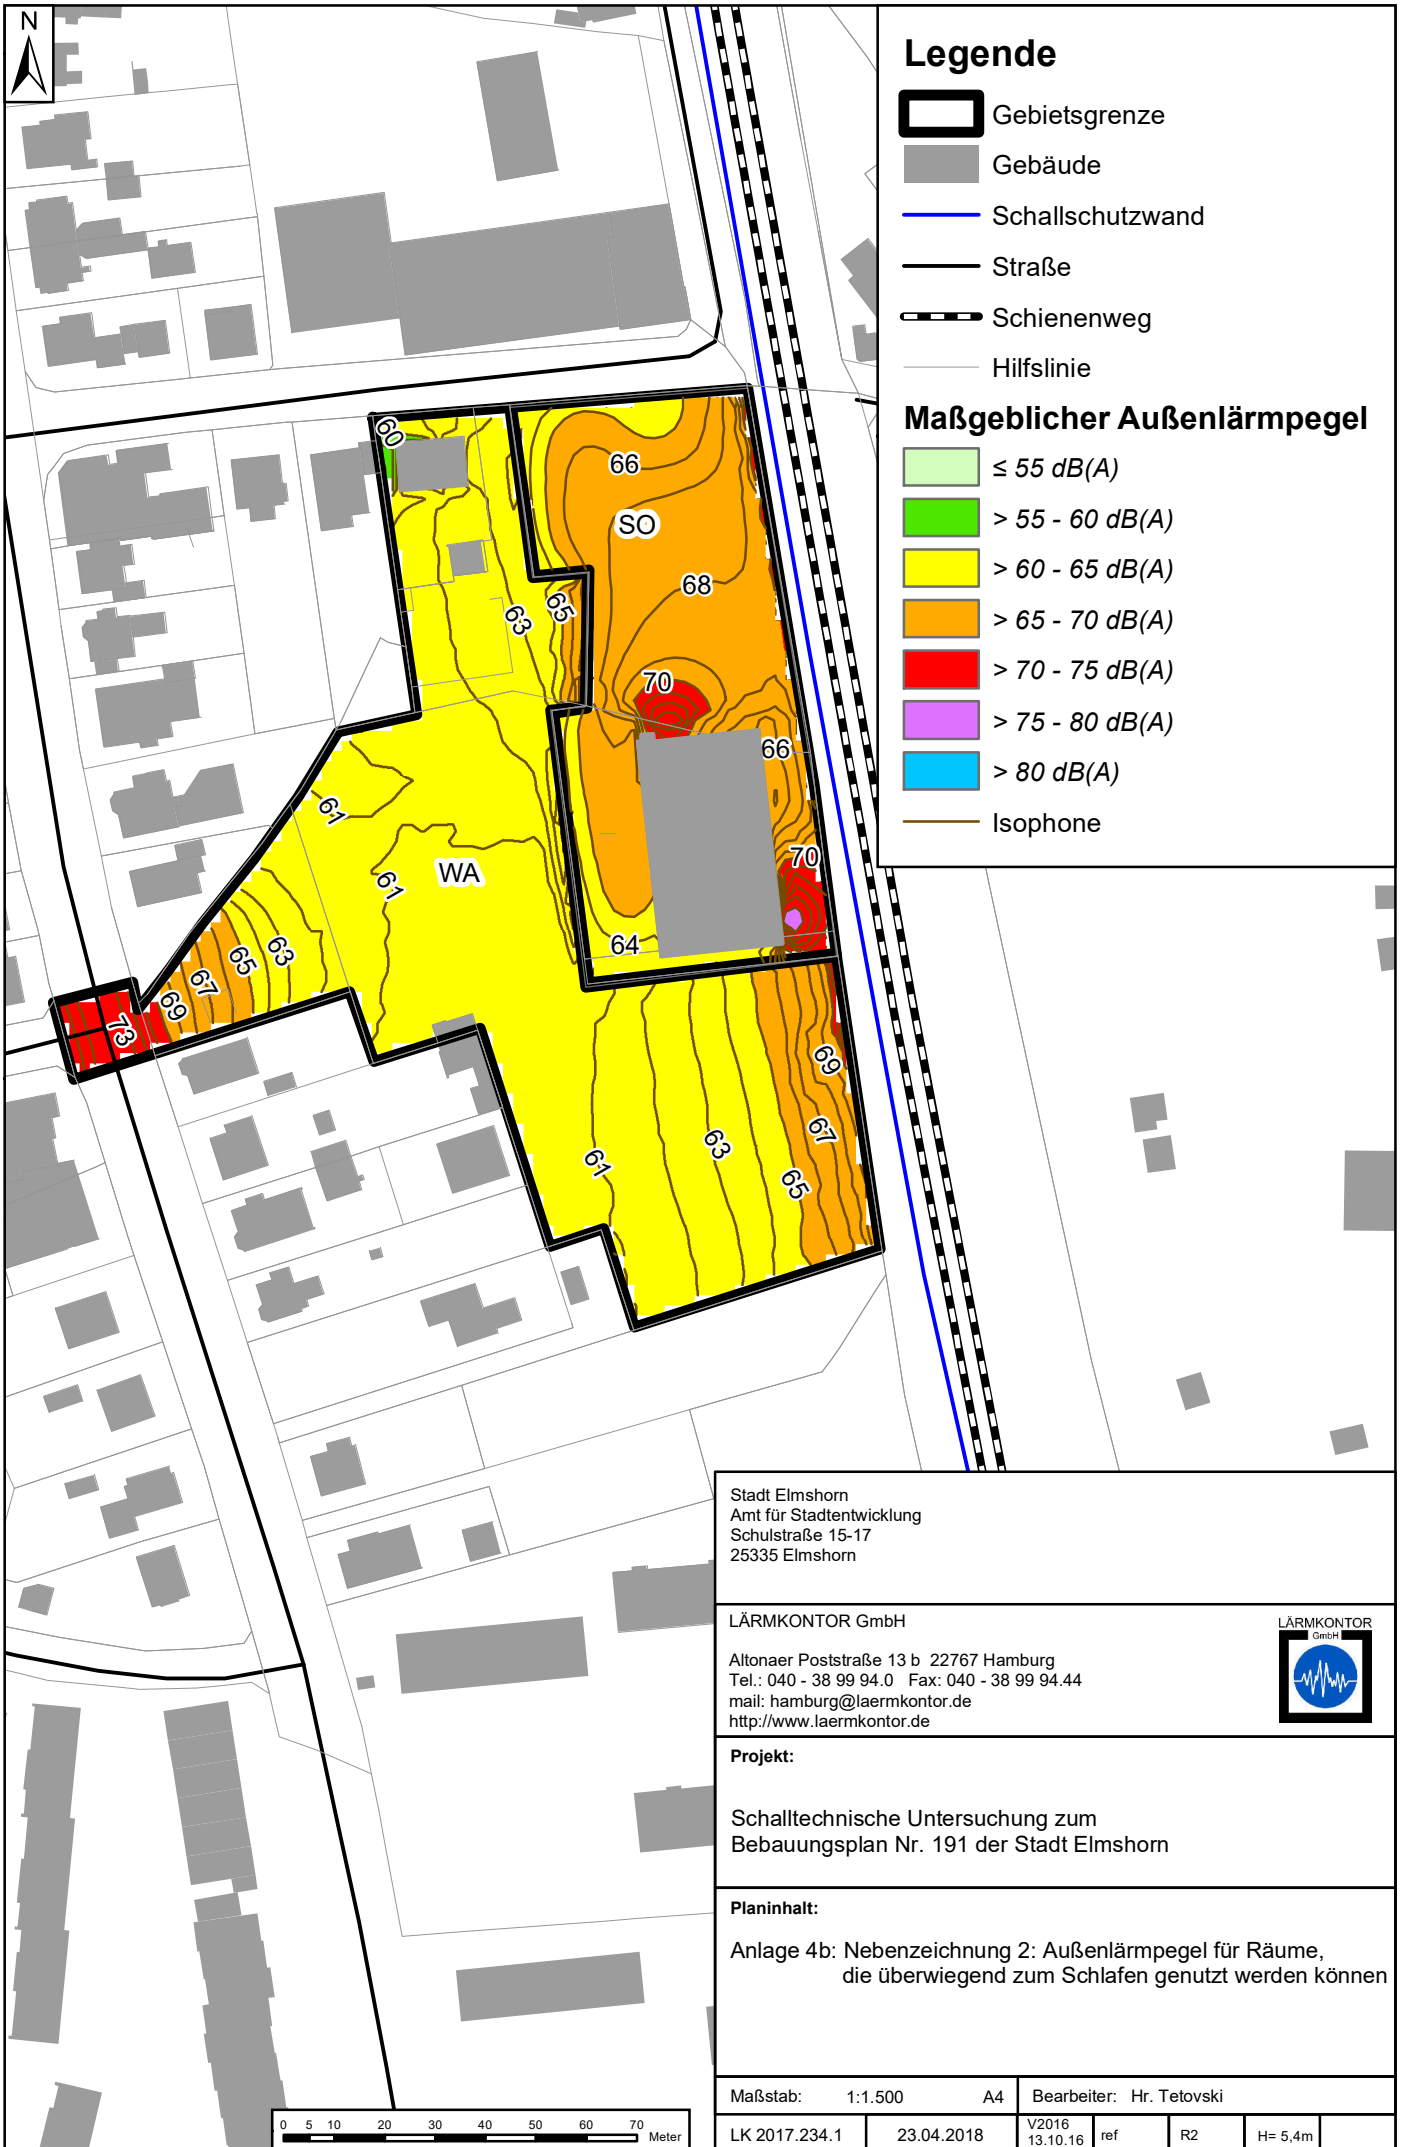 N
Legende
Gebietsgrenze
Gebäude
Schallschutzwand
Straße
Schienenweg
Hilfslinie
Maßgeblicher Außenlärmpegel
≤ 55 dB(A)
> 55 - 60 dB(A)
> 60 - 65 dB(A)
> 65 - 70 dB(A)
> 70 - 75 dB(A)
> 75 - 80 dB(A)
> 80 dB(A)
Isophone
60
66
SO
68
63
65
70
66
61
70
WA
61
64
63
65
67
69
73
69
67
63
61
65
Stadt Elmshorn
Amt für Stadtentwicklung
Schulstraße 15-17
25335 Elmshorn
LÄRMKONTOR GmbH
Altonaer Poststraße 13 b 22767 Hamburg
Tel.: 040 - 38 99 94.0 Fax: 040 - 38 99 94.44
mail: hamburg@laermkontor.de
http://www.laermkontor.de
LÄRMKONTOR
GmbH
Projekt:
Schalltechnische Untersuchung zum
Bebauungsplan Nr. 191 der Stadt Elmshorn
Planinhalt:
Anlage 4b: Nebenzeichnung 2: Außenlärmpegel für Räume,
die überwiegend zum Schlafen genutzt werden können
Maßstab: 1:1.500 A4 Bearbeiter: Hr. Tetovski
0 5 10 20 30 40 50 60 70 Meter
LK 2017.234.1 23.04.2018 V2016 13.10.16 ref R2 H= 5,4m